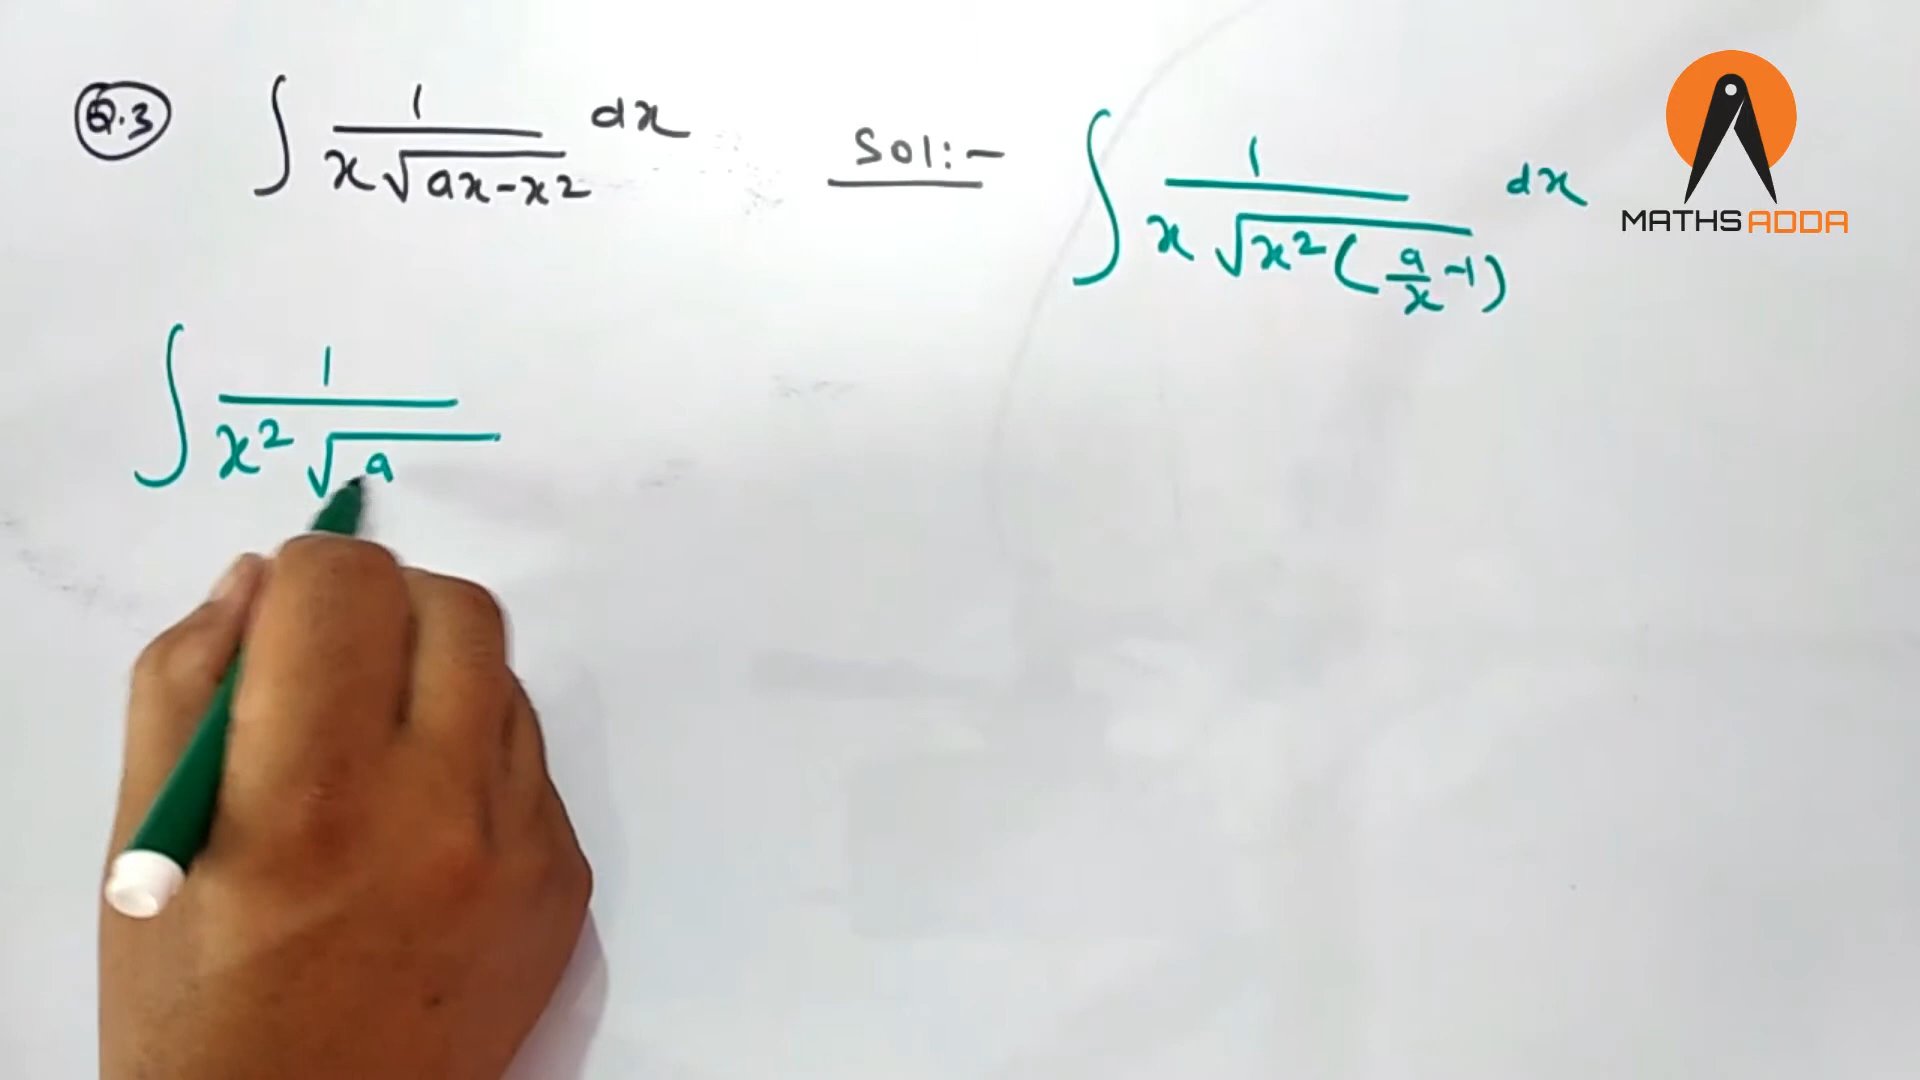 Q.3 ∫ 1 / (x √(ax-x²)) dx
Sol:- ∫ 1 / (x √(x² (a/x -1))) dx
MATHS ADDA
∫ 1 / (x² √(a